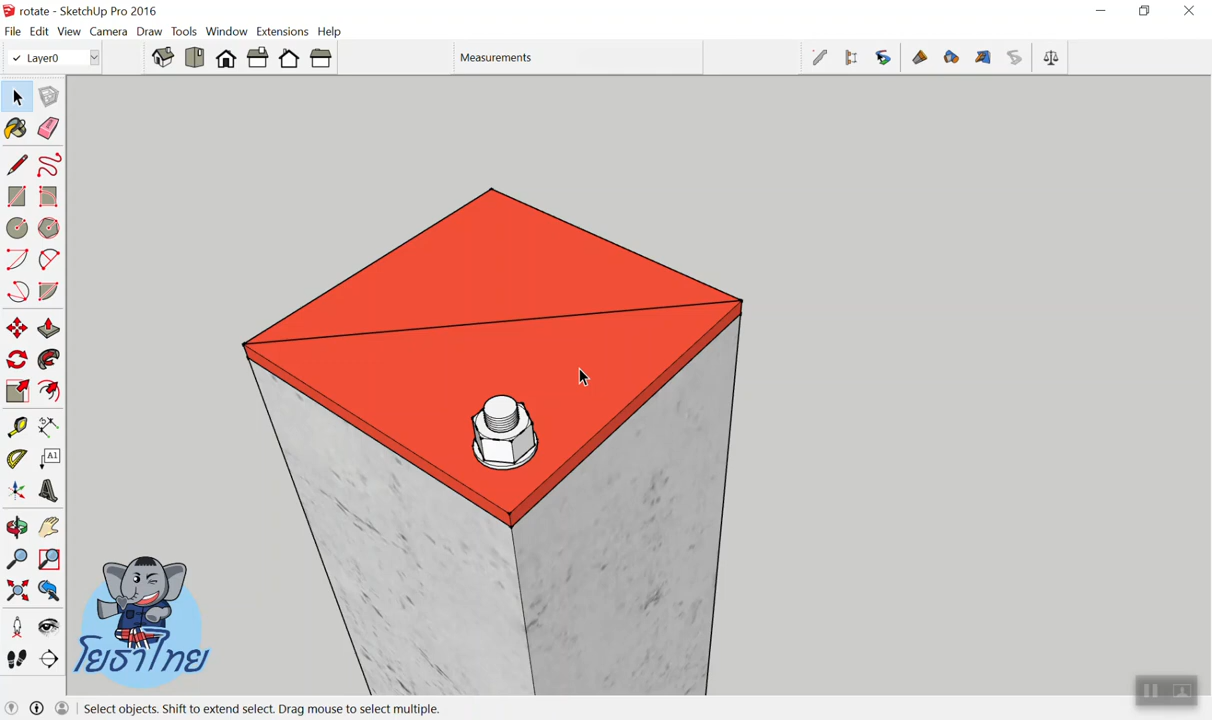 rotate - SketchUp Pro 2016
File Edit View Camera Draw Tools Window Extensions Help
Layer0
Measurements
A1
โยธาไทย
Select objects. Shift to extend select. Drag mouse to select multiple.